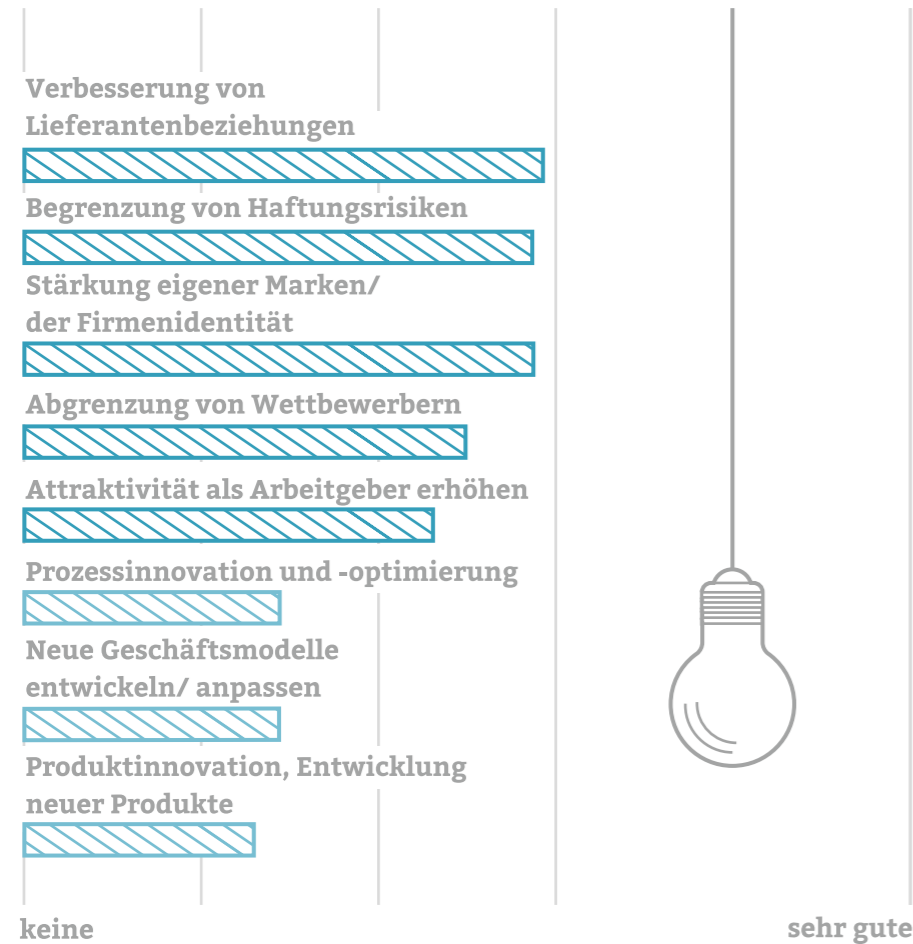 Verbesserung von
Lieferantenbeziehungen
Begrenzung von Haftungsrisiken
Stärkung eigener Marken/
der Firmenidentität
Abgrenzung von Wettbewerbern
Attraktivität als Arbeitgeber erhöhen
Prozessinnovation und -optimierung
Neue Geschäftsmodelle
entwickeln/ anpassen
Produktinnovation, Entwicklung
neuer Produkte
keine
sehr gute